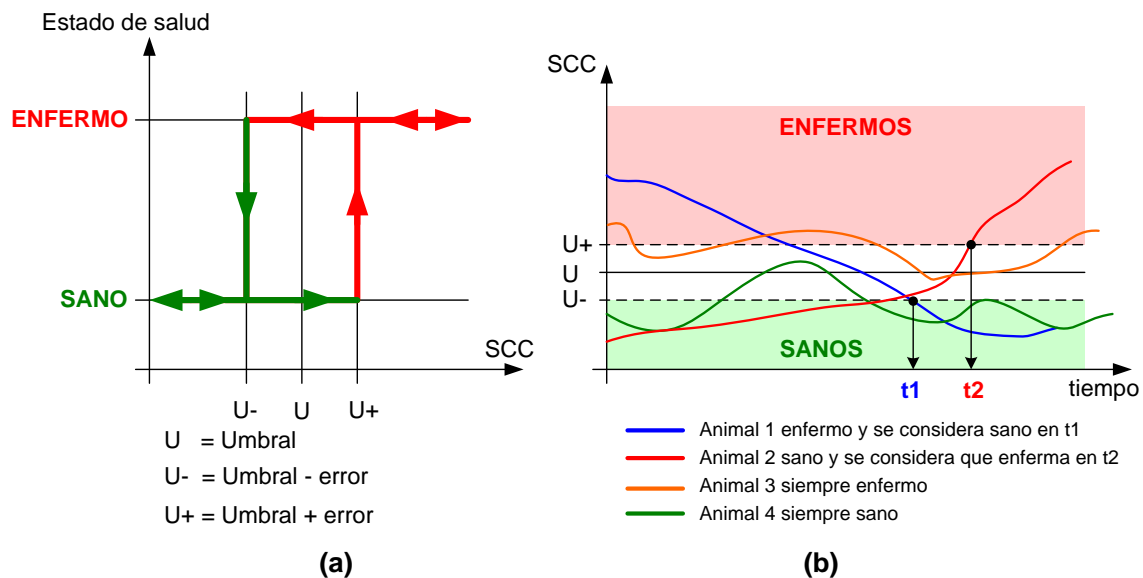 Estado de salud
ENFERMO
SANO
SCC
U-
U
U+
U = Umbral
U- = Umbral - error
U+ = Umbral + error
(a)
SCC
ENFERMOS
U+
U
U-
SANOS
t1
t2
tiempo
Animal 1 enfermo y se considera sano en t1
Animal 2 sano y se considera que enferma en t2
Animal 3 siempre enfermo
Animal 4 siempre sano
(b)